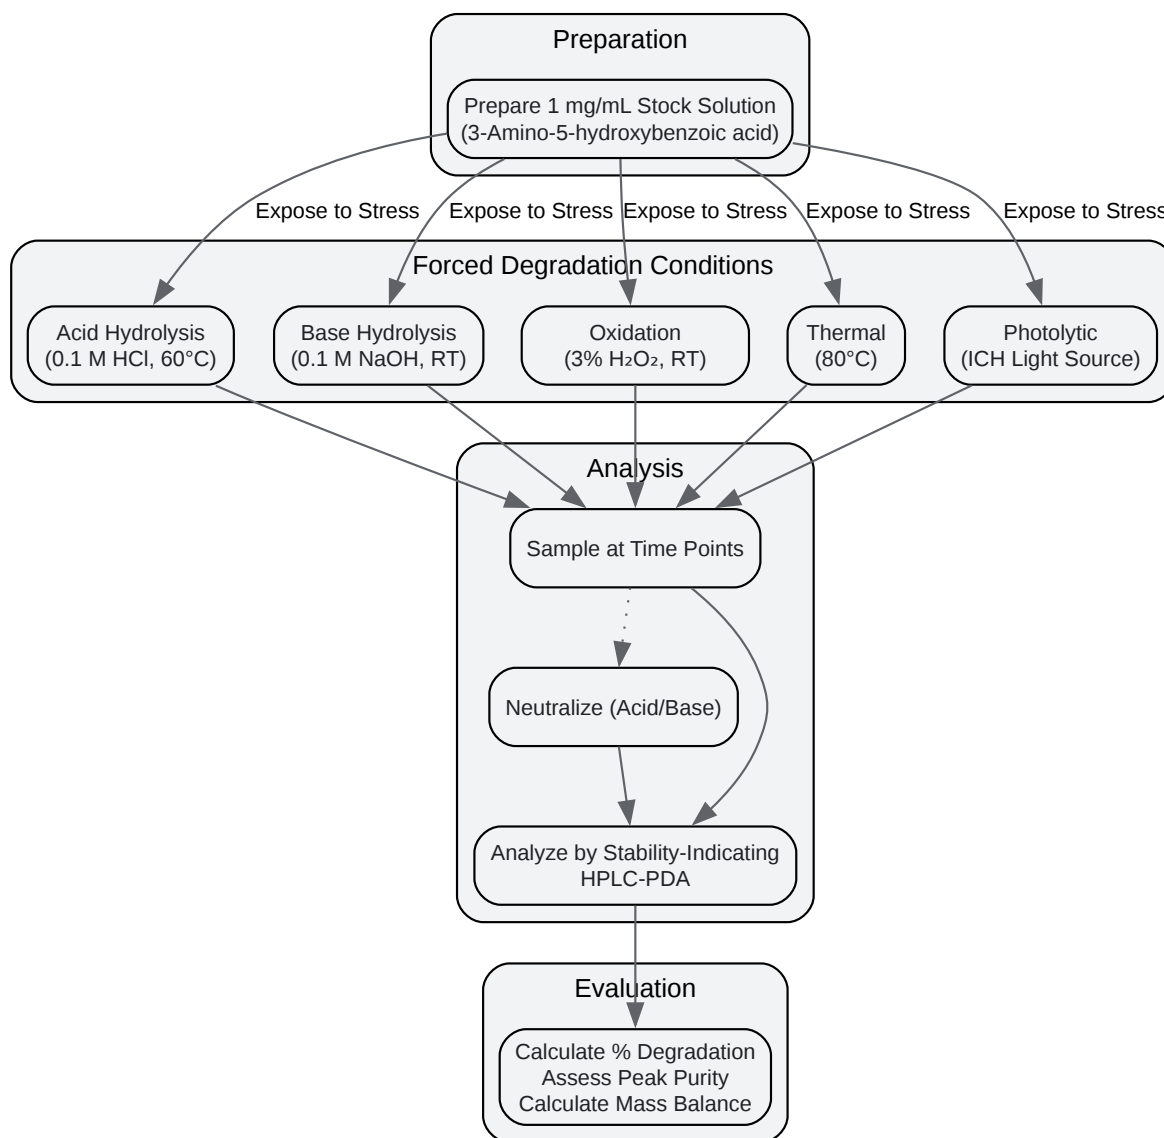 Preparation
Prepare 1 mg/mL Stock Solution
(3-Amino-5-hydroxybenzoic acid)
Expose to Stress
Expose to Stress
Expose to Stress
Expose to Stress
Expose to Stress
Forced Degradation Conditions
Acid Hydrolysis
(0.1 M HCl, 60°C)
Base Hydrolysis
(0.1 M NaOH, RT)
Oxidation
(3% H₂O₂, RT)
Thermal
(80°C)
Photolytic
(ICH Light Source)
Analysis
Sample at Time Points
Neutralize (Acid/Base)
Analyze by Stability-Indicating
HPLC-PDA
Evaluation
Calculate % Degradation
Assess Peak Purity
Calculate Mass Balance